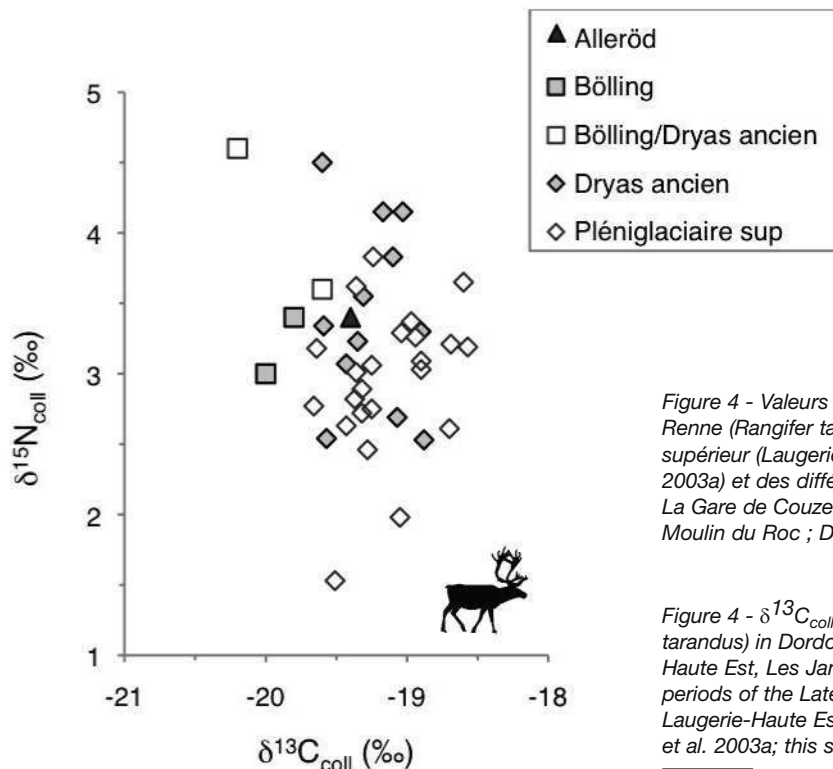 Alleröd
Bölling
Bölling/Dryas ancien
Dryas ancien
Pléniglaciaire sup
5
4
3
2
1
δ15Ncoll (‰)
-21 -20 -19 -18
δ13Ccoll (‰)
Figure 4 - Valeurs
Renne (Rangifer ta
supérieur (Laugerie
2003a) et des diffé
La Gare de Couze
Moulin du Roc ; D
Figure 4 - δ13Ccoll
tarandus) in Dordo
Haute Est, Les Jar
periods of the Late
Laugerie-Haute Es
et al. 2003a; this s